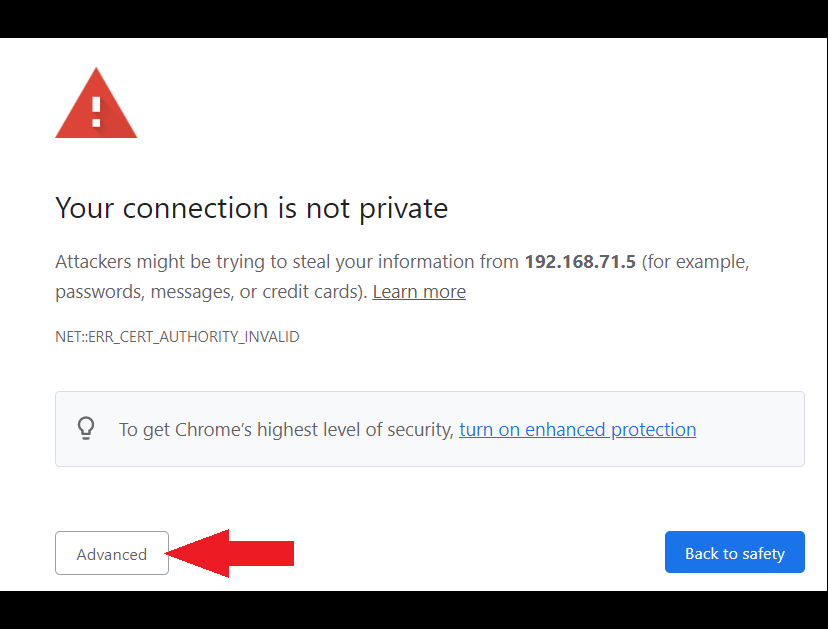 Your connection is not private
Attackers might be trying to steal your information from 192.168.71.5 (for example,
passwords, messages, or credit cards). Learn more
NET::ERR_CERT_AUTHORITY_INVALID
To get Chrome’s highest level of security, turn on enhanced protection
Advanced
Back to safety